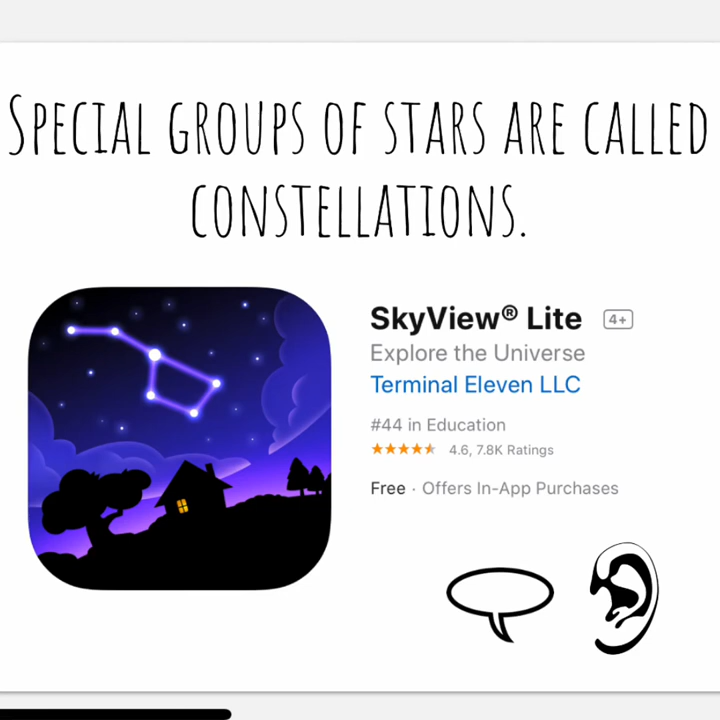 Special groups of stars are called
constellations.
SkyView® Lite 4+
Explore the Universe
Terminal Eleven LLC
#44 in Education
4.6, 7.8K Ratings
Free · Offers In-App Purchases